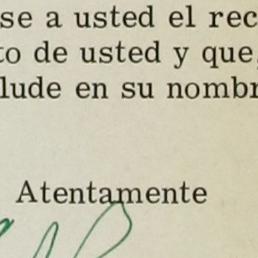 se a usted el rec
to de usted y que,
lude en su nombr
Atentamente